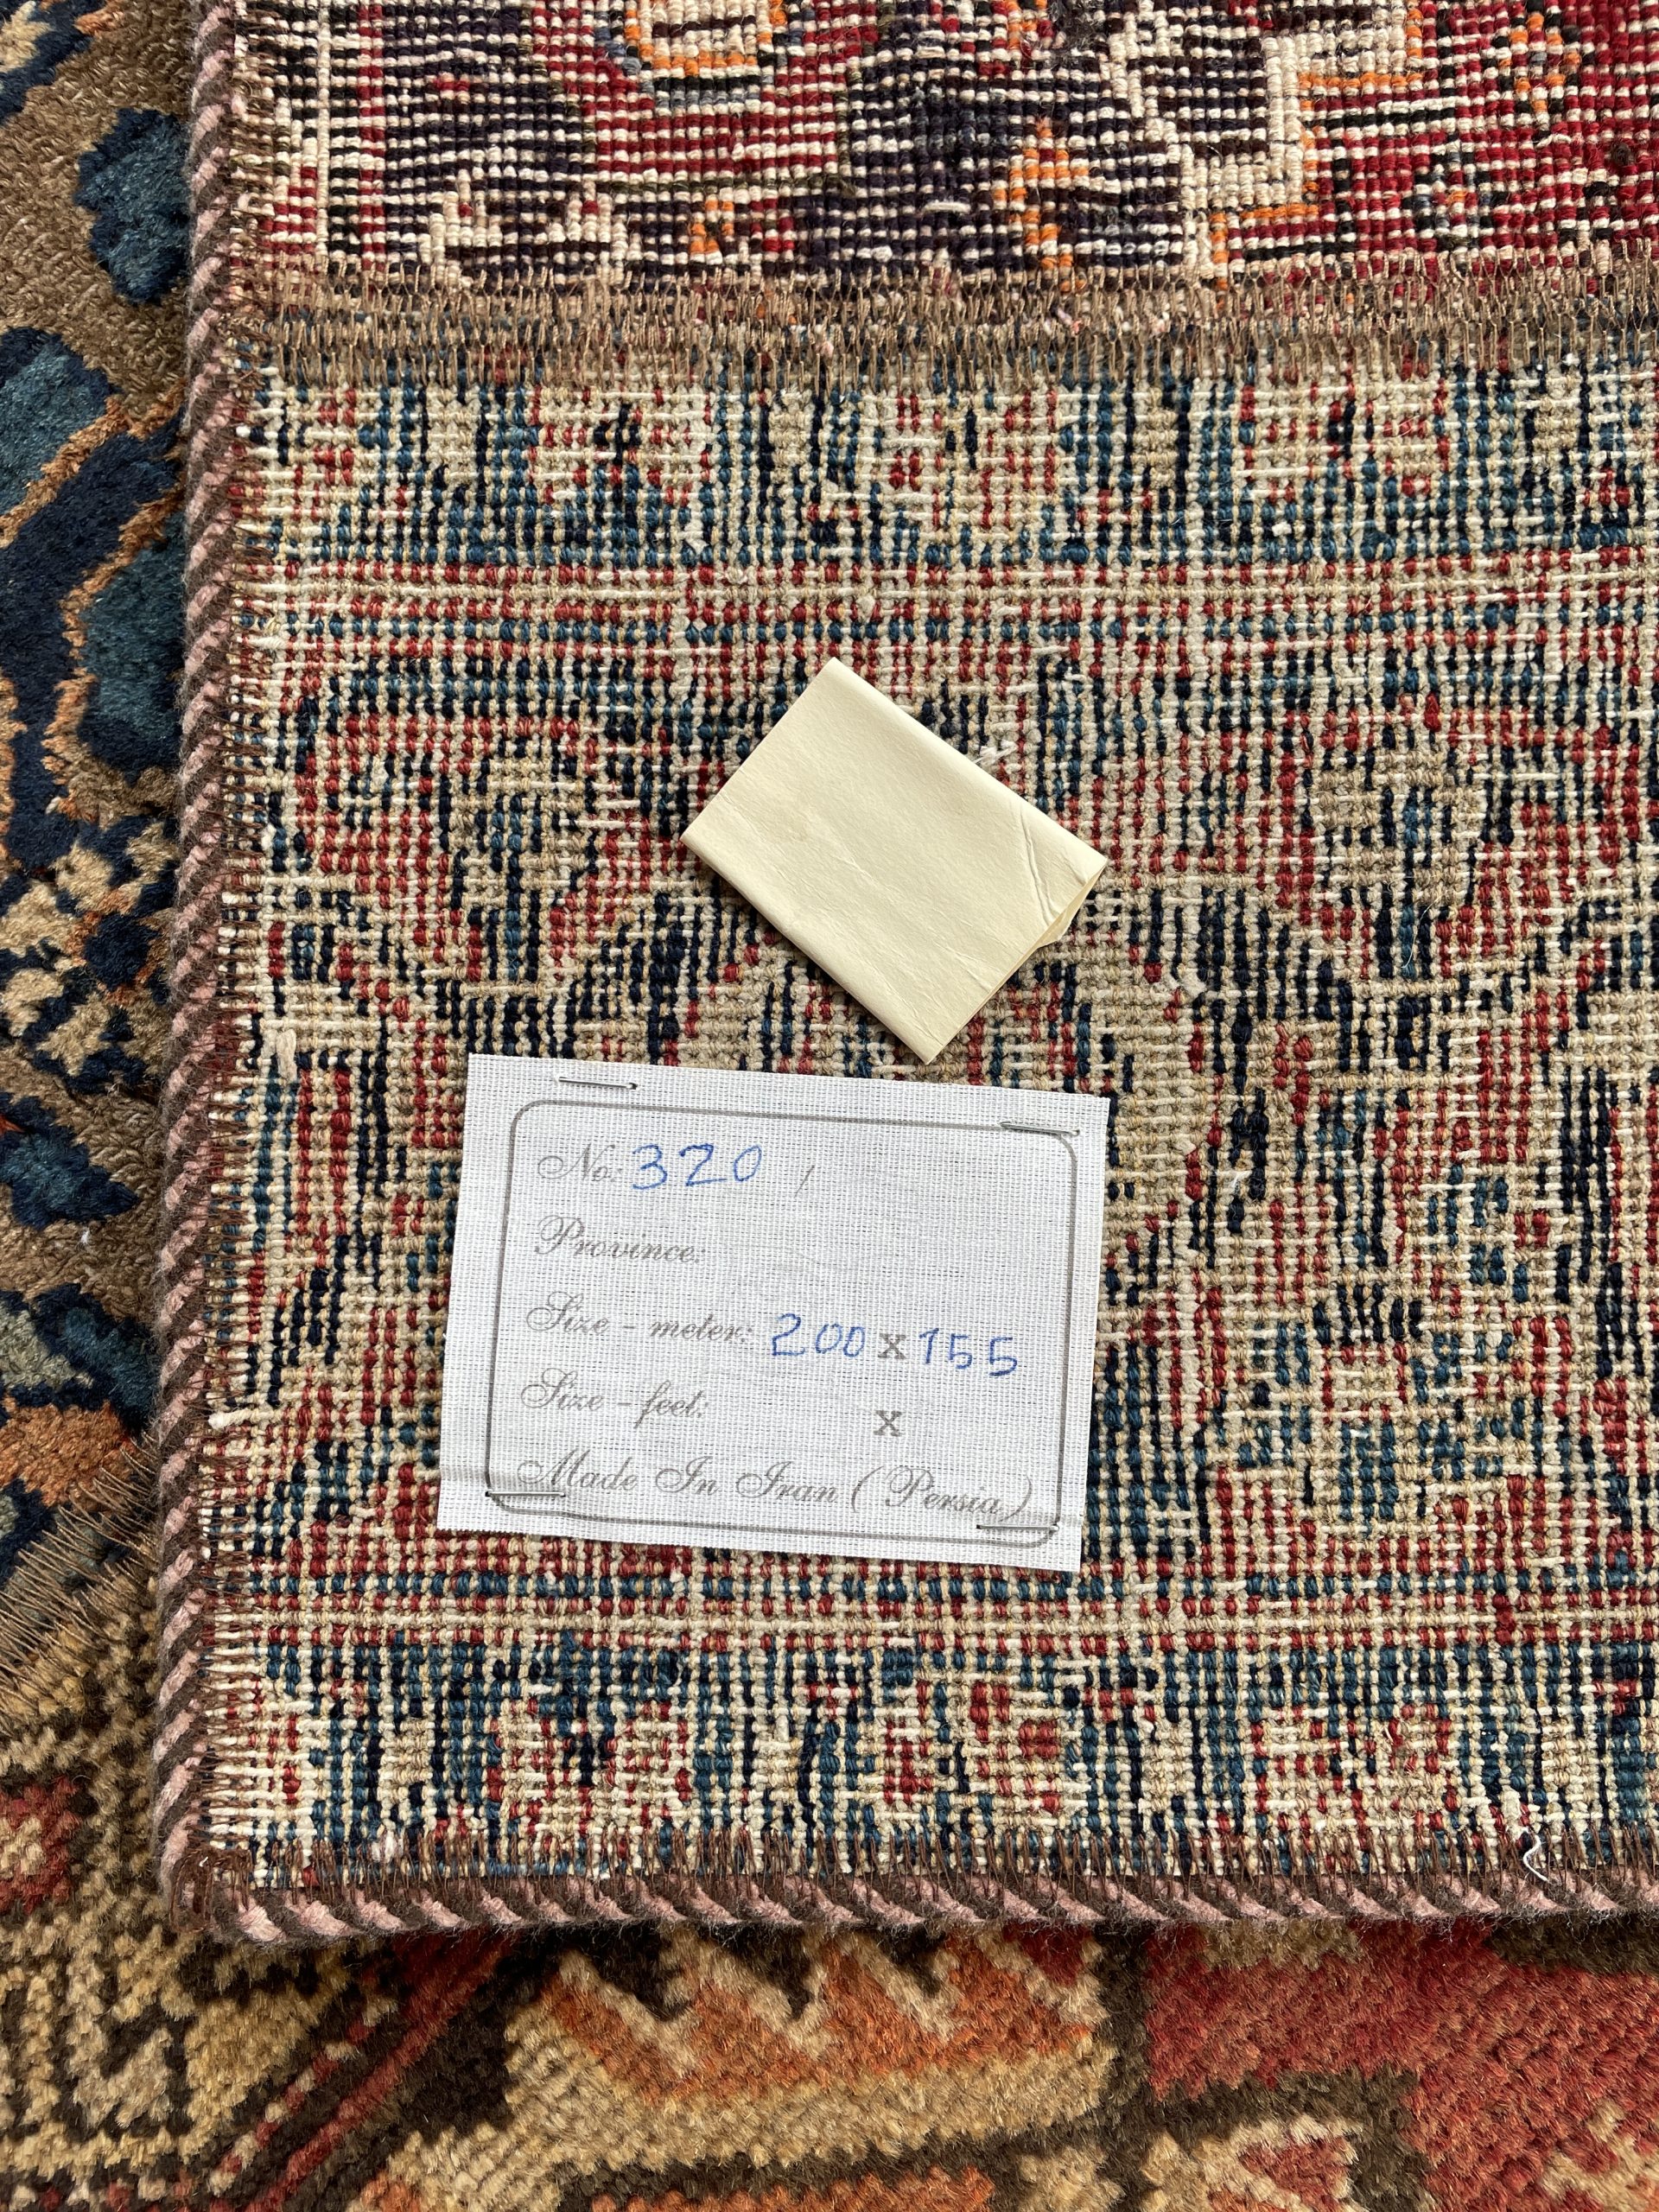 No: 320 /
Province:
Size - meter: 200 x 155
Size - feet: x
Made In Iran ( Persia )